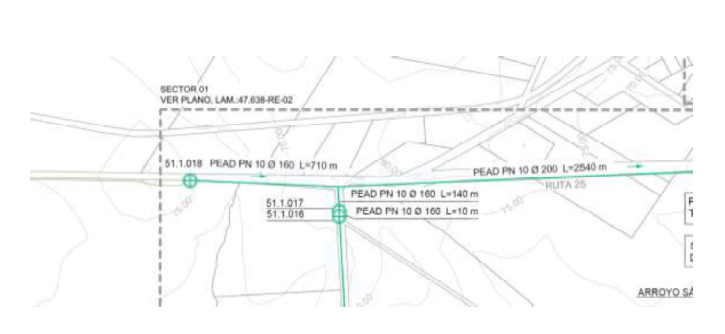 SECTOR 01
VER PLANO, LAM.:47.638-RE-02
51.1.018 PEAD PN 10 Ø 160 L=710 m
PEAD PN 10 Ø 200 L=2540 m
RUTA 25
PEAD PN 10 Ø 160 L=140 m
51.1.017
51.1.016
PEAD PN 10 Ø 160 L=10 m
75.00
75.00
ARROYO SÁ